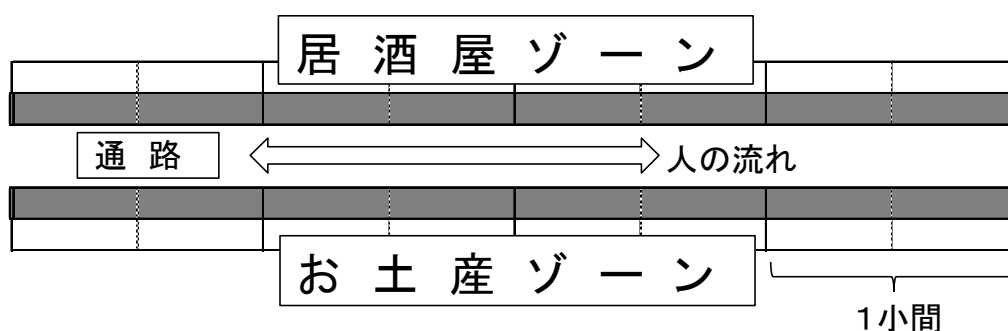 居酒屋ゾーン
通路
人の流れ
お土産ゾーン
１小間